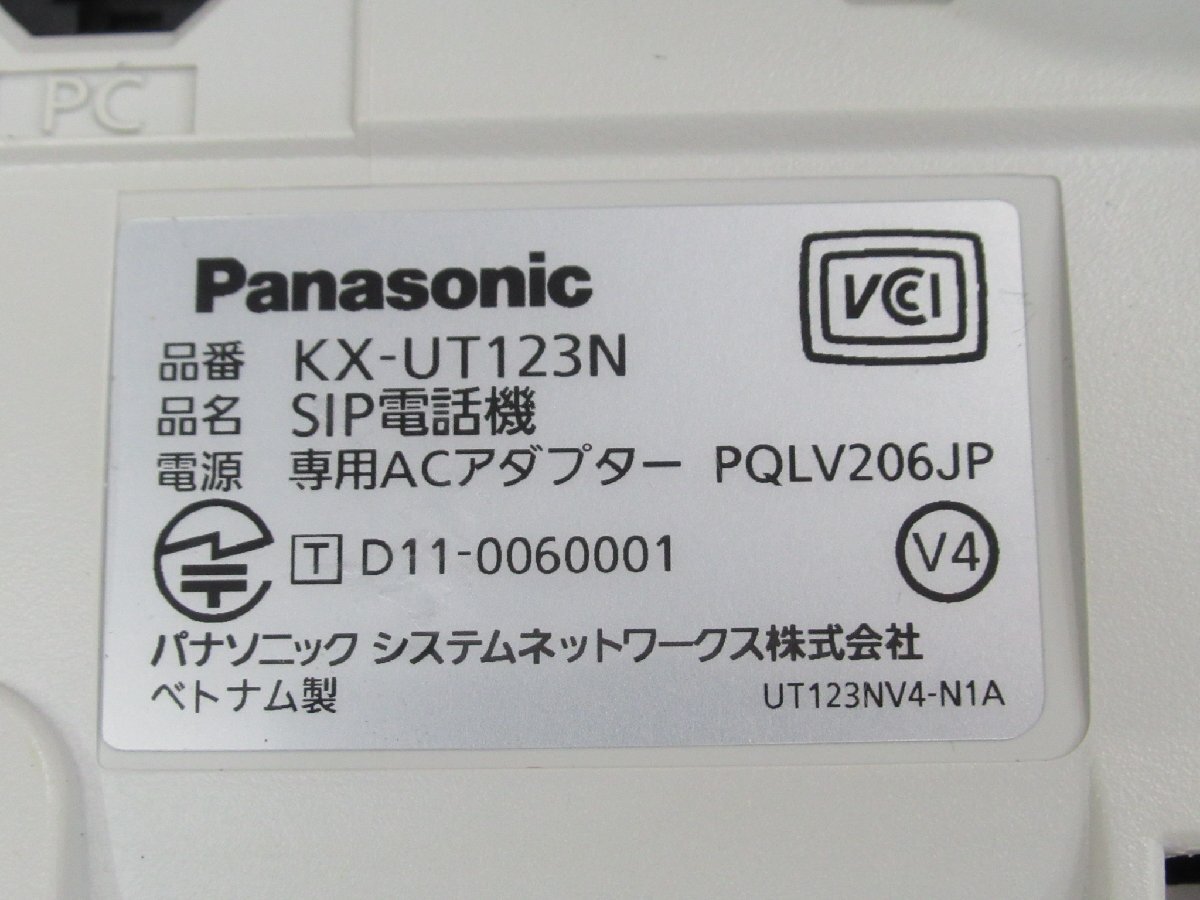 PC
Panasonic
VCCI
品番 KX-UT123N
品名 SIP電話機
電源 専用ACアダプター PQLV206JP
T D11-0060001
V4
パナソニック システムネットワークス株式会社
ベトナム製 UT123NV4-N1A